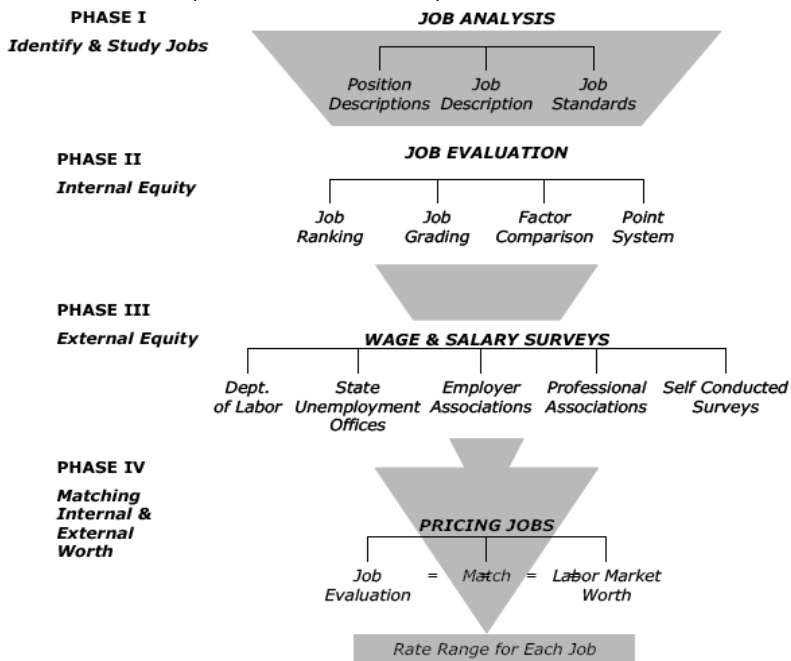 PHASE I
Identify & Study Jobs
JOB ANALYSIS
Position Descriptions
Job Description
Job Standards
PHASE II
Internal Equity
JOB EVALUATION
Job Ranking
Job Grading
Factor Comparison
Point System
PHASE III
External Equity
WAGE & SALARY SURVEYS
Dept. of Labor
State Unemployment Offices
Employer Associations
Professional Associations
Self Conducted Surveys
PHASE IV
Matching
Internal &
External
Worth
PRICING JOBS
Job Evaluation = Match = Labor Market Worth
Rate Range for Each Job